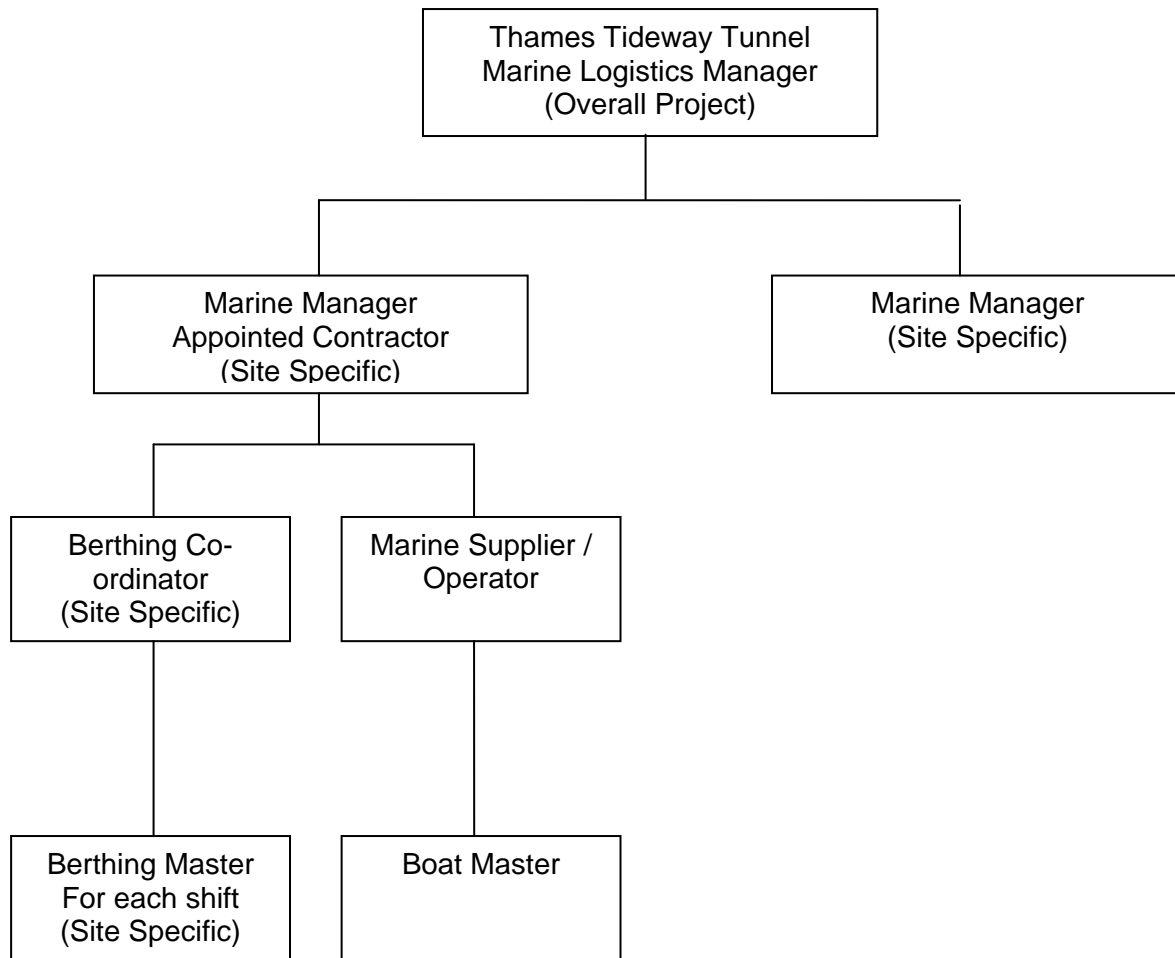 Thames Tideway Tunnel
Marine Logistics Manager
(Overall Project)
Marine Manager
Appointed Contractor
(Site Specific)
Marine Manager
(Site Specific)
Berthing Co-
ordinator
(Site Specific)
Marine Supplier /
Operator
Berthing Master
For each shift
(Site Specific)
Boat Master